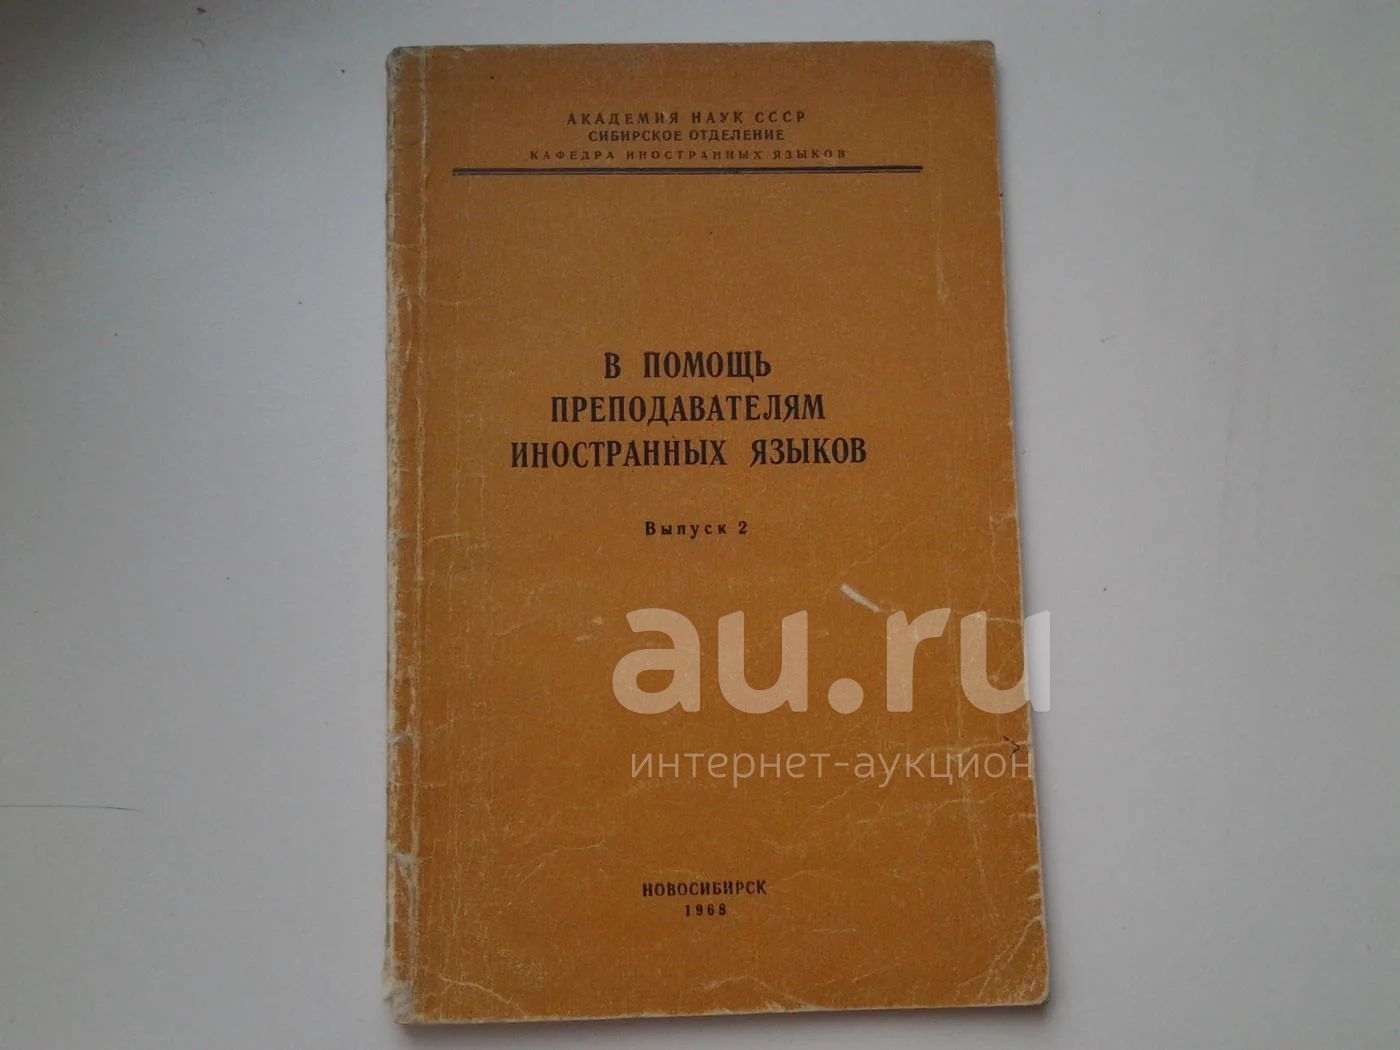 АКАДЕМИЯ НАУК СССР
СИБИРСКОЕ ОТДЕЛЕНИЕ
КАФЕДРА ИНОСТРАННЫХ ЯЗЫКОВ
В ПОМОЩЬ
ПРЕПОДАВАТЕЛЯМ
ИНОСТРАННЫХ ЯЗЫКОВ
Выпуск 2
au.ru
интернет-аукцион
НОВОСИБИРСК
1968